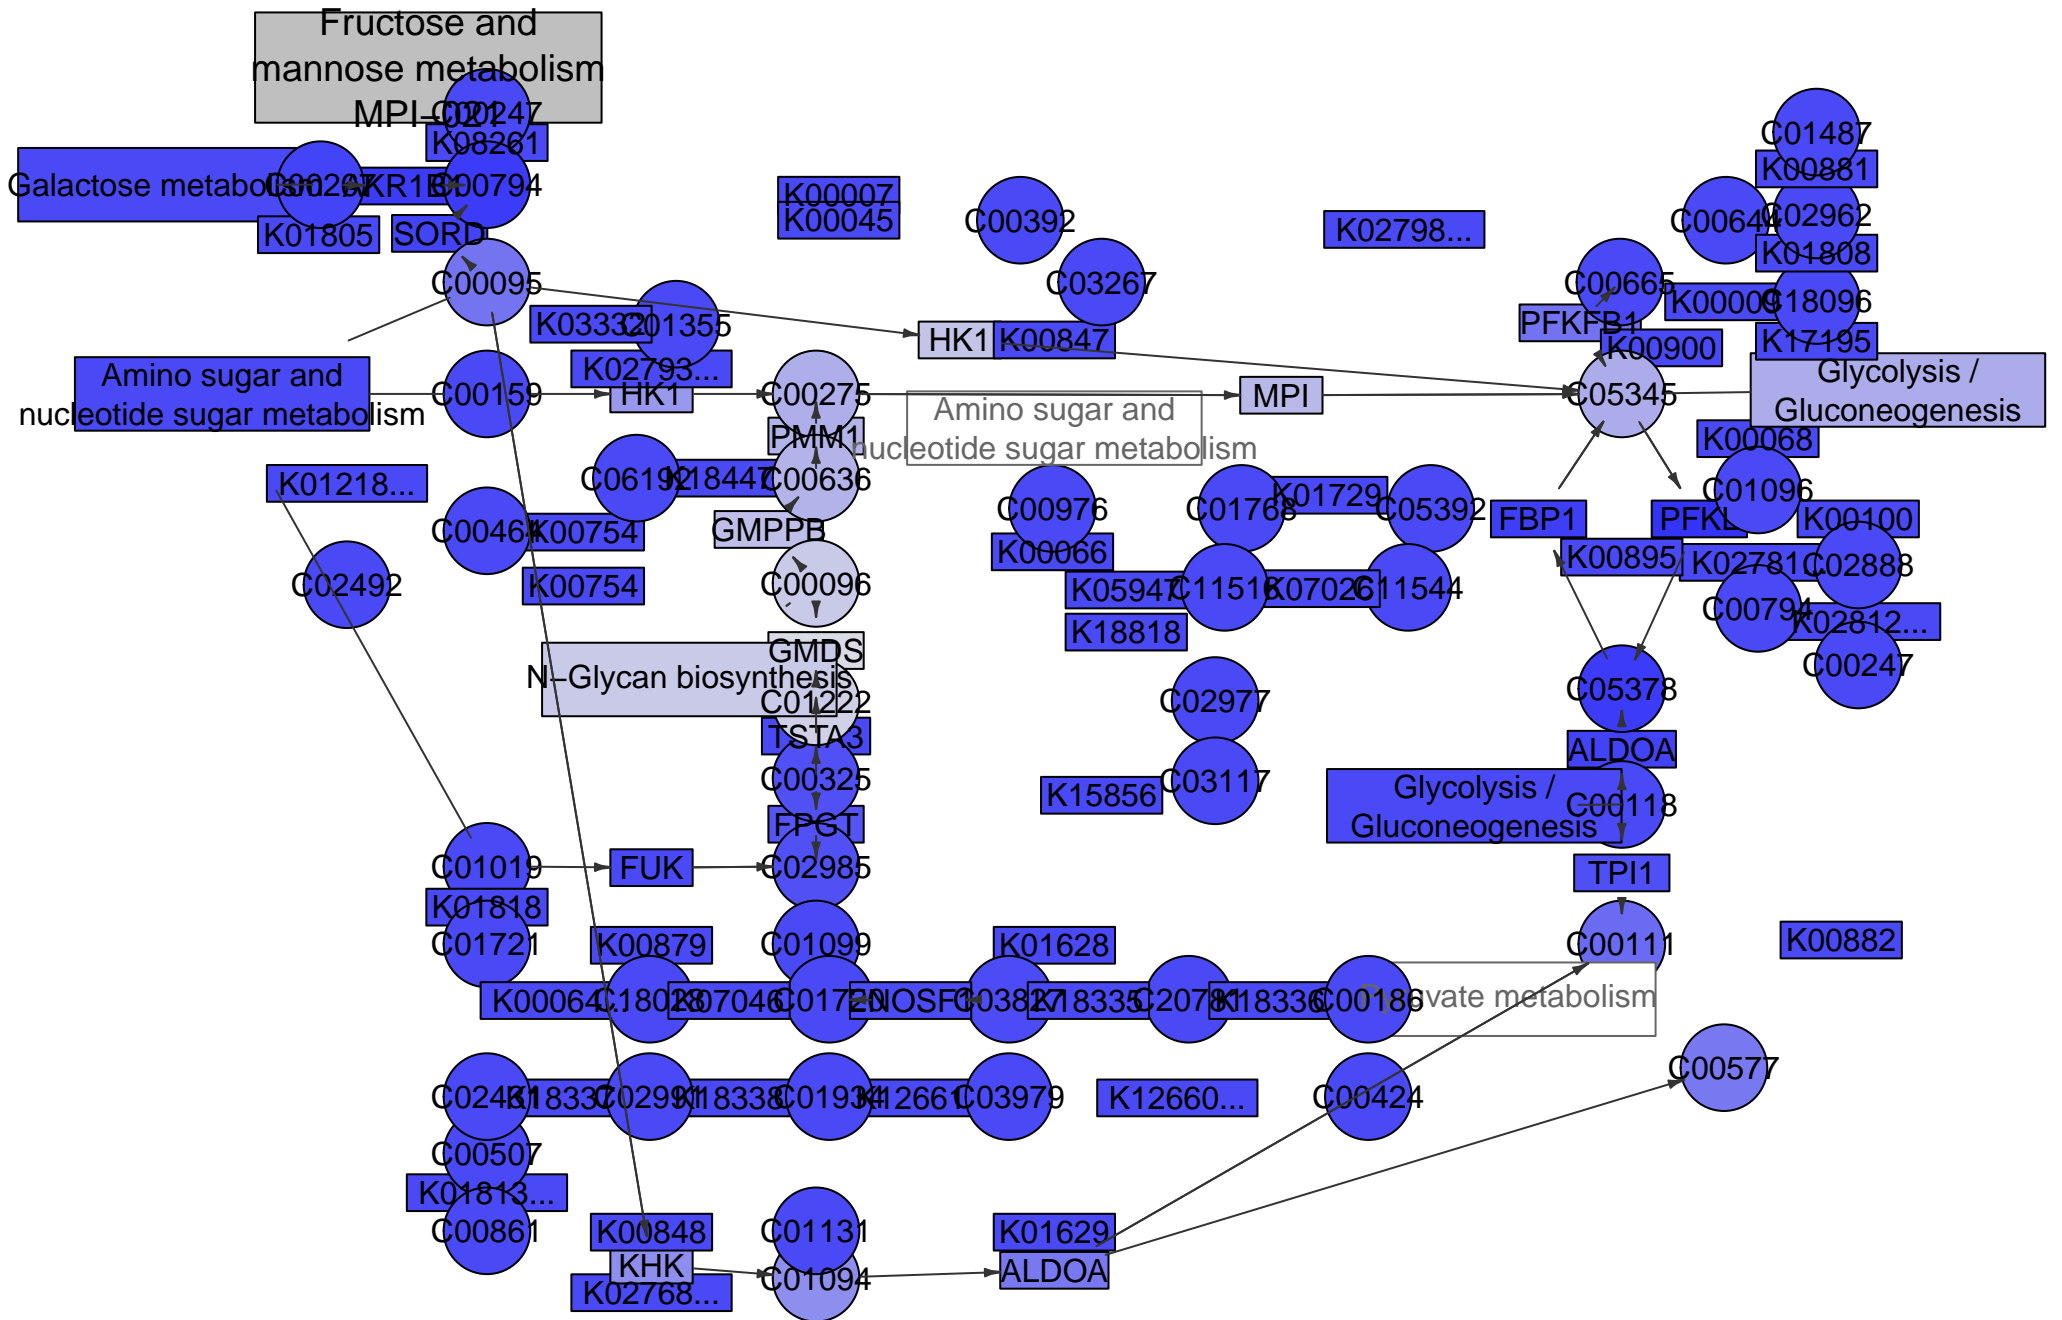 Fructose and
mannose metabolism
MPI-021
C00247
K08261
Galactose metabolism
C00267
AKR1B1
C00794
K01805
SORD
C00095
K00007
K00045
C00392
C03267
K02798...
C01487
K00881
C00644
C02962
K01808
C00665
K00009
C18096
K17195
PFKFB1
K00900
K03332
C01355
K02793...
HK1
K00847
Amino sugar and
nucleotide sugar metabolism
C00159
HK1
C00275
PMM1
Amino sugar and
nucleotide sugar metabolism
MPI
C05345
Glycolysis /
Gluconeogenesis
K00068
K01218...
C06192
K18447
C00636
C00976
K00066
C01768
K01729
C05392
C01096
FBP1
K00100
C00464
K00754
GMPPB
K00895
K02781
C02888
C02492
K00754
C00096
K05947
C11516
K07026
C11544
K18818
C00794
K02812...
C00247
GMDS
N-Glycan biosynthesis
C01222
TSTA3
C02977
C05378
ALDOA
C00325
K15856
C03117
Glycolysis /
Gluconeogenesis
C00118
FPGT
C01019
FUK
C02985
TPI1
K01818
C01721
K00879
C01099
K01628
C00111
K00882
C18028
K07046
ENOSF1
C03827
K18335
C20781
K18336
C00186
metabolism
C00577
C02431
K18337
C02991
K18338
C01934
K12661
C03979
K12660...
C00424
C00507
K01813...
C00861
K00848
C01131
K01629
KHK
C01094
ALDOA
K02768...